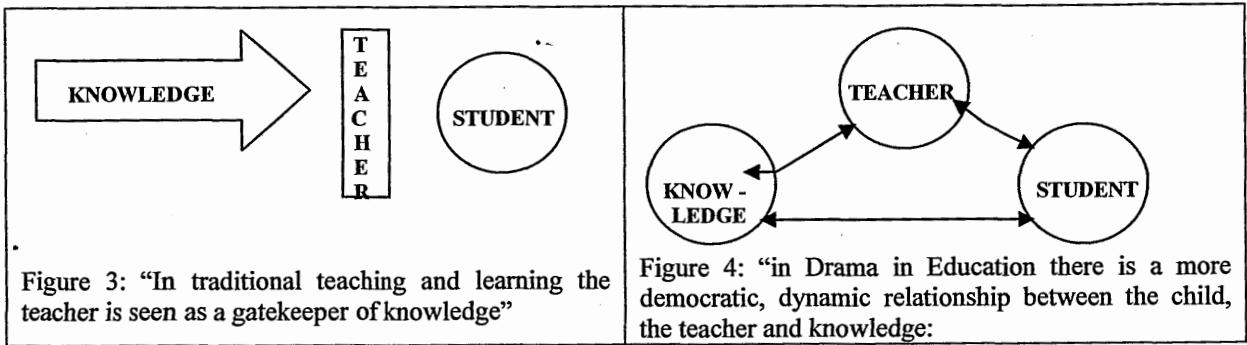 KNOWLEDGE
T
E
A
C
H
E
R
STUDENT
Figure 3: “In traditional teaching and learning the
teacher is seen as a gatekeeper of knowledge”
TEACHER
KNOW -
LEDGE
STUDENT
Figure 4: “in Drama in Education there is a more
democratic, dynamic relationship between the child,
the teacher and knowledge: